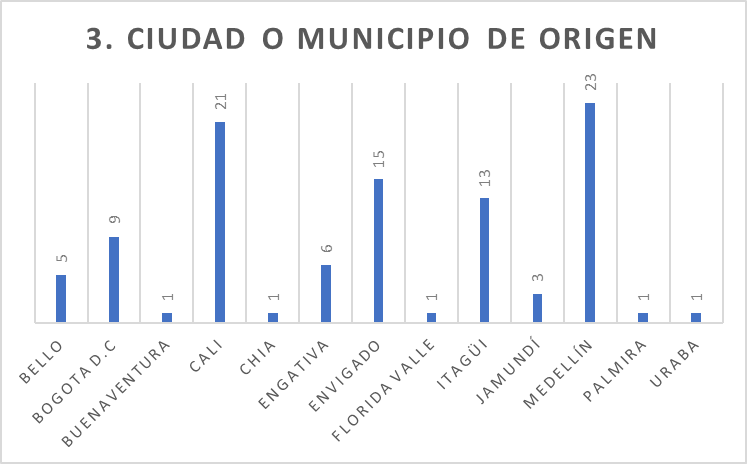 3. CIUDAD O MUNICIPIO DE ORIGEN
5
9
1
21
1
6
15
1
13
3
23
1
1
BELLO
BOGOTA D.C
BUENAVENTURA
CALI
CHIA
ENGATIVA
ENVIGADO
FLORIDA VALLE
ITAGÜI
JAMUNDÍ
MEDELLÍN
PALMIRA
URABA